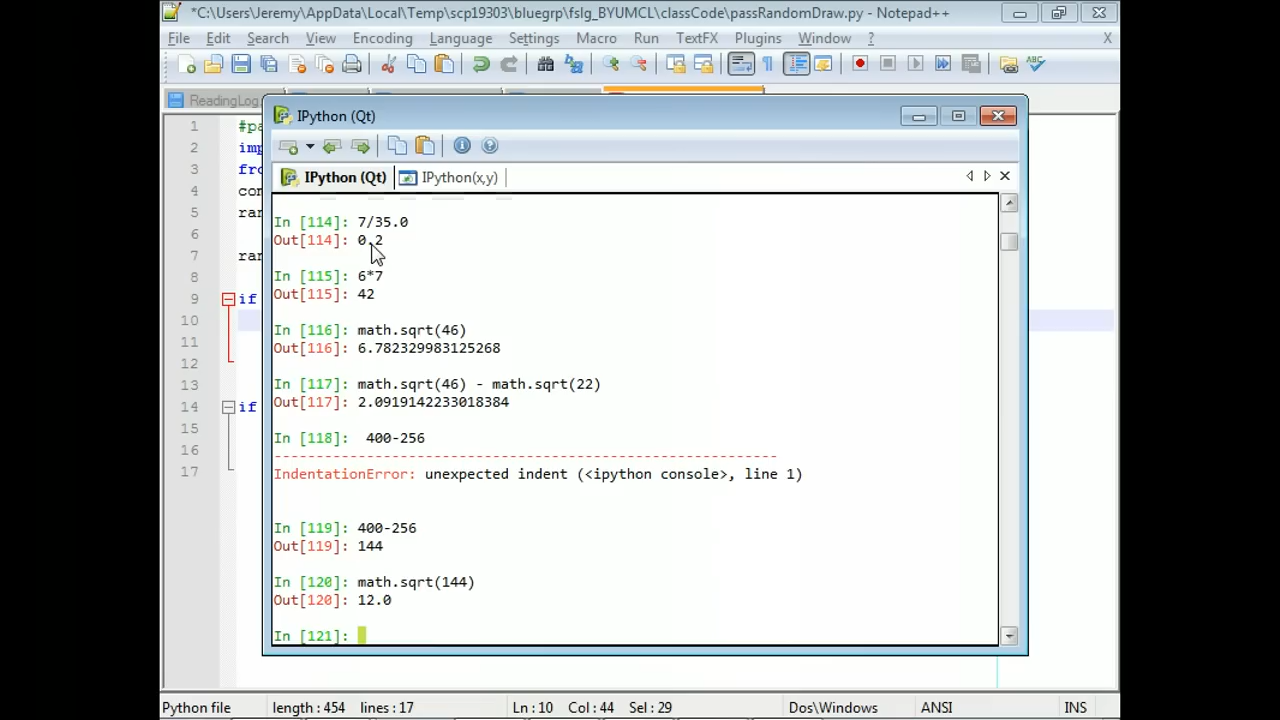 *C:\Users\Jeremy\AppData\Local\Temp\scp19303\bluegrp\fslg_BYUMCL\classCode\passRandomDraw.py - Notepad++
File Edit Search View Encoding Language Settings Macro Run TextFX Plugins Window ? X
ReadingLog
IPython (Qt)
IPython (Qt) IPython(x,y)
1 #pa
2 imp
3 fro
4 con
5 ran
6
7 ran
8
9 if
10
11
12
13
14 if
15
16
17
In [114]: 7/35.0
Out[114]: 0.2
In [115]: 6*7
Out[115]: 42
In [116]: math.sqrt(46)
Out[116]: 6.782329983125268
In [117]: math.sqrt(46) - math.sqrt(22)
Out[117]: 2.0919142233018384
In [118]:  400-256
---------------------------------------------------------------
IndentationError: unexpected indent (<ipython console>, line 1)
In [119]: 400-256
Out[119]: 144
In [120]: math.sqrt(144)
Out[120]: 12.0
In [121]:
Python file length : 454 lines : 17 Ln : 10 Col : 44 Sel : 29 Dos\Windows ANSI INS